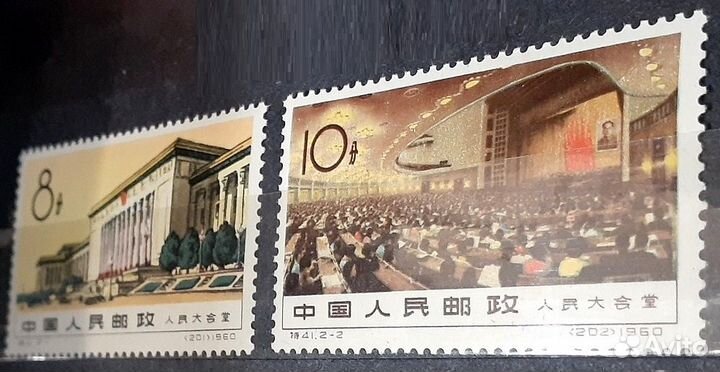 8分
中国人民邮政 人民大会堂
(201)1960
10分
中国人民邮政 人民大会堂
特41.2-2 (202)1960
Avito